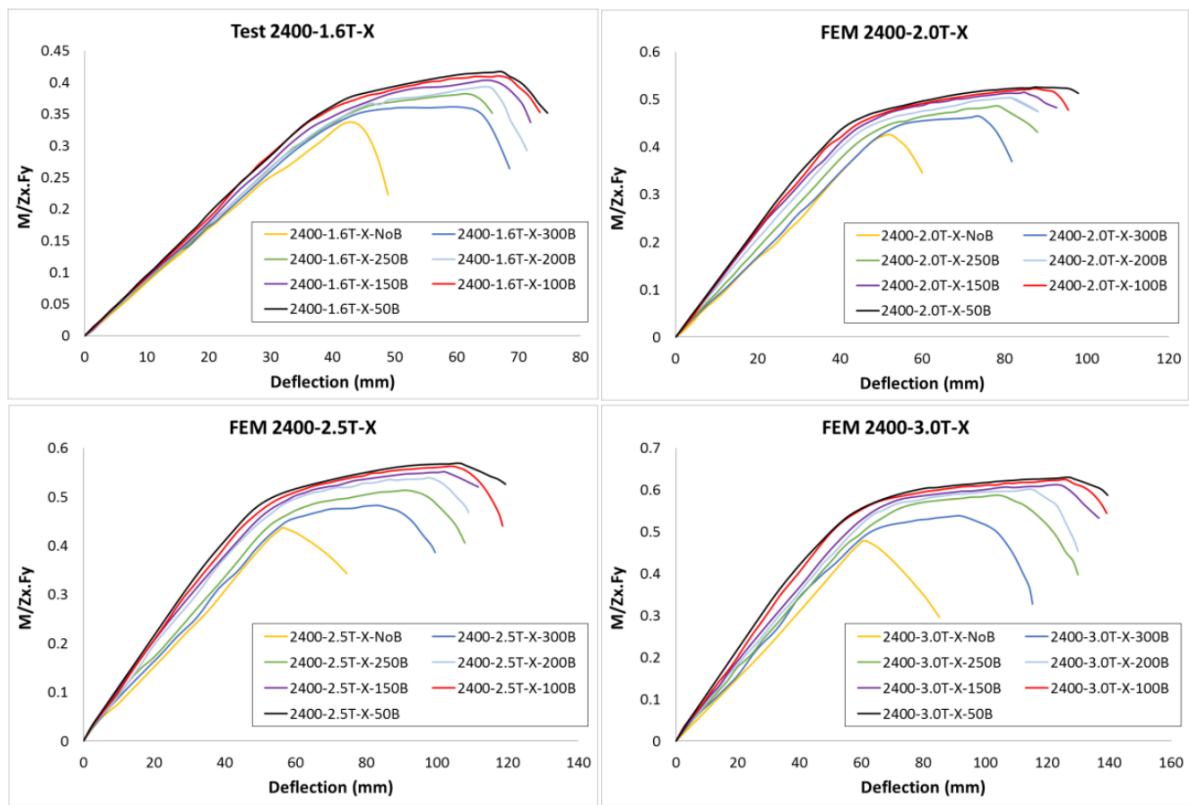 Test 2400-1.6T-X
M/Zx.Fy
0.45
0.4
0.35
0.3
0.25
0.2
0.15
0.1
0.05
0
2400-1.6T-X-NoB 2400-1.6T-X-300B
2400-1.6T-X-250B 2400-1.6T-X-200B
2400-1.6T-X-150B 2400-1.6T-X-100B
2400-1.6T-X-50B
0 10 20 30 40 50 60 70 80
Deflection (mm)
FEM 2400-2.0T-X
M/Zx.Fy
0.6
0.5
0.4
0.3
0.2
0.1
0
2400-2.0T-X-NoB 2400-2.0T-X-300B
2400-2.0T-X-250B 2400-2.0T-X-200B
2400-2.0T-X-150B 2400-2.0T-X-100B
2400-2.0T-X-50B
0 20 40 60 80 100 120
Deflection (mm)
FEM 2400-2.5T-X
M/Zx.Fy
0.6
0.5
0.4
0.3
0.2
0.1
0
2400-2.5T-X-NoB 2400-2.5T-X-300B
2400-2.5T-X-250B 2400-2.5T-X-200B
2400-2.5T-X-150B 2400-2.5T-X-100B
2400-2.5T-X-50B
0 20 40 60 80 100 120 140
Deflection (mm)
FEM 2400-3.0T-X
M/Zx.Fy
0.7
0.6
0.5
0.4
0.3
0.2
0.1
0
2400-3.0T-X-NoB 2400-3.0T-X-300B
2400-3.0T-X-250B 2400-3.0T-X-200B
2400-3.0T-X-150B 2400-3.0T-X-100B
2400-3.0T-X-50B
0 20 40 60 80 100 120 140 160
Deflection (mm)